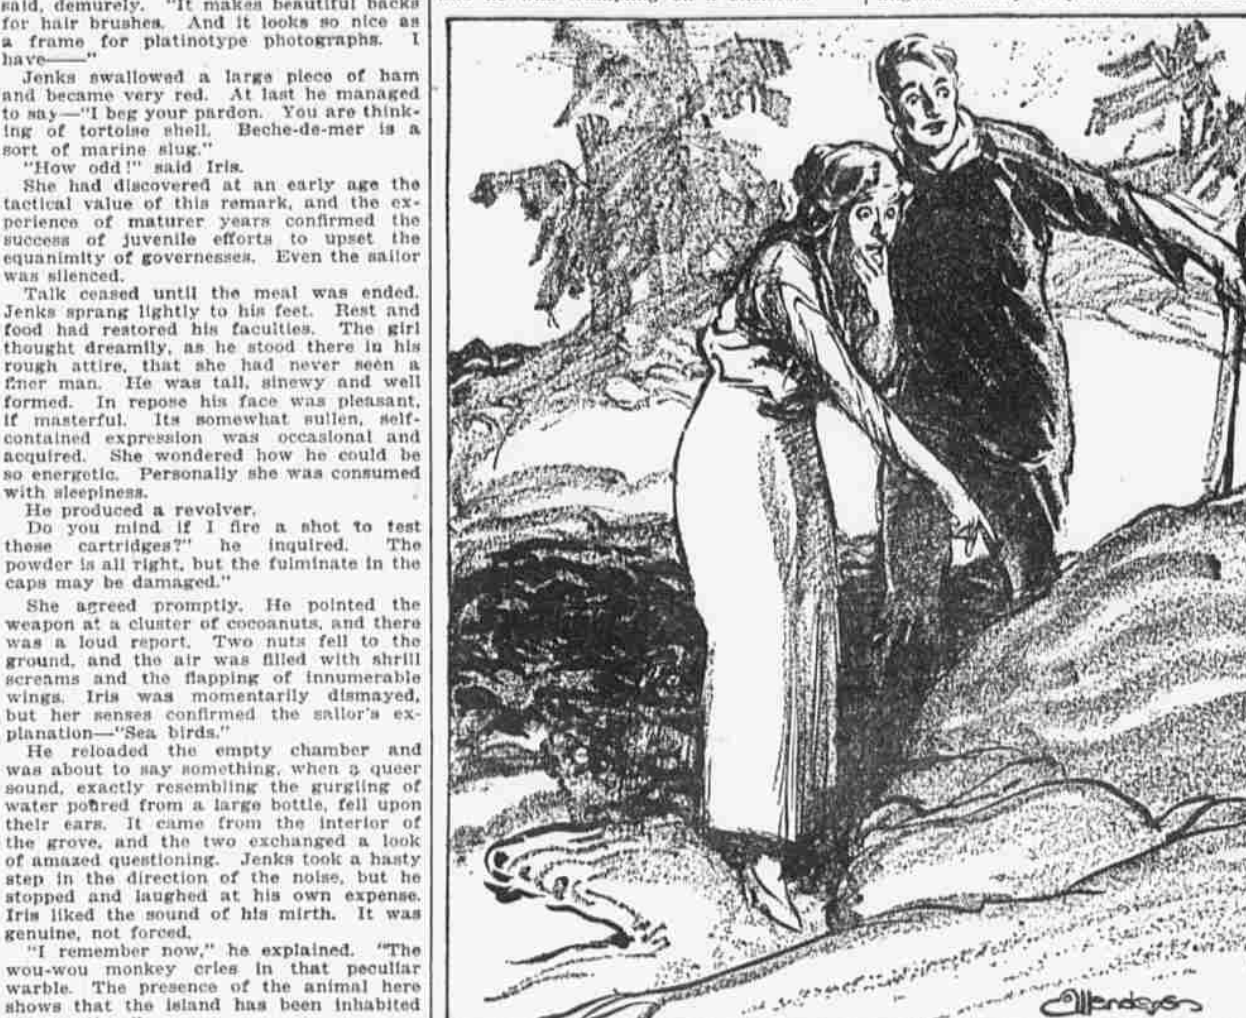 said, demurely. "It makes beautiful backs
for hair brushes. And it looks so nice as
a frame for platinotype photographs. I
have——"
Jenks swallowed a large piece of ham
and became very red. At last he managed
to say—"I beg your pardon. You are think-
ing of tortoise shell. Beche-de-mer is a
sort of marine slug."
"How odd!" said Iris.
She had discovered at an early age the
tactical value of this remark, and the ex-
perience of maturer years confirmed the
success of juvenile efforts to upset the
equanimity of governesses. Even the sailor
was silenced.
Talk ceased until the meal was ended.
Jenks sprang lightly to his feet. Rest and
food had restored his faculties. The girl
thought dreamily, as he stood there in his
rough attire, that she had never seen a
finer man. He was tall, sinewy and well
formed. In repose his face was pleasant,
if masterful. Its somewhat sullen, self-
contained expression was occasional and
acquired. She wondered how he could be
so energetic. Personally she was consumed
with sleepiness.
He produced a revolver.
Do you mind if I fire a shot to test
these cartridges?" he inquired. The
powder is all right, but the fulminate in the
caps may be damaged."
She agreed promptly. He pointed the
weapon at a cluster of cocoanuts, and there
was a loud report. Two nuts fell to the
ground, and the air was filled with shrill
screams and the flapping of innumerable
wings. Iris was momentarily dismayed,
but her senses confirmed the sailor's ex-
planation—"Sea birds."
He reloaded the empty chamber and
was about to say something, when a queer
sound, exactly resembling the gurgling of
water poured from a large bottle, fell upon
their ears. It came from the interior of
the grove, and the two exchanged a look
of amazed questioning. Jenks took a hasty
step in the direction of the noise, but he
stopped and laughed at his own expense.
Iris liked the sound of his mirth. It was
genuine, not forced.
"I remember now," he explained. "The
wou-wou monkey cries in that peculiar
warble. The presence of the animal here
shows that the island has been inhabited